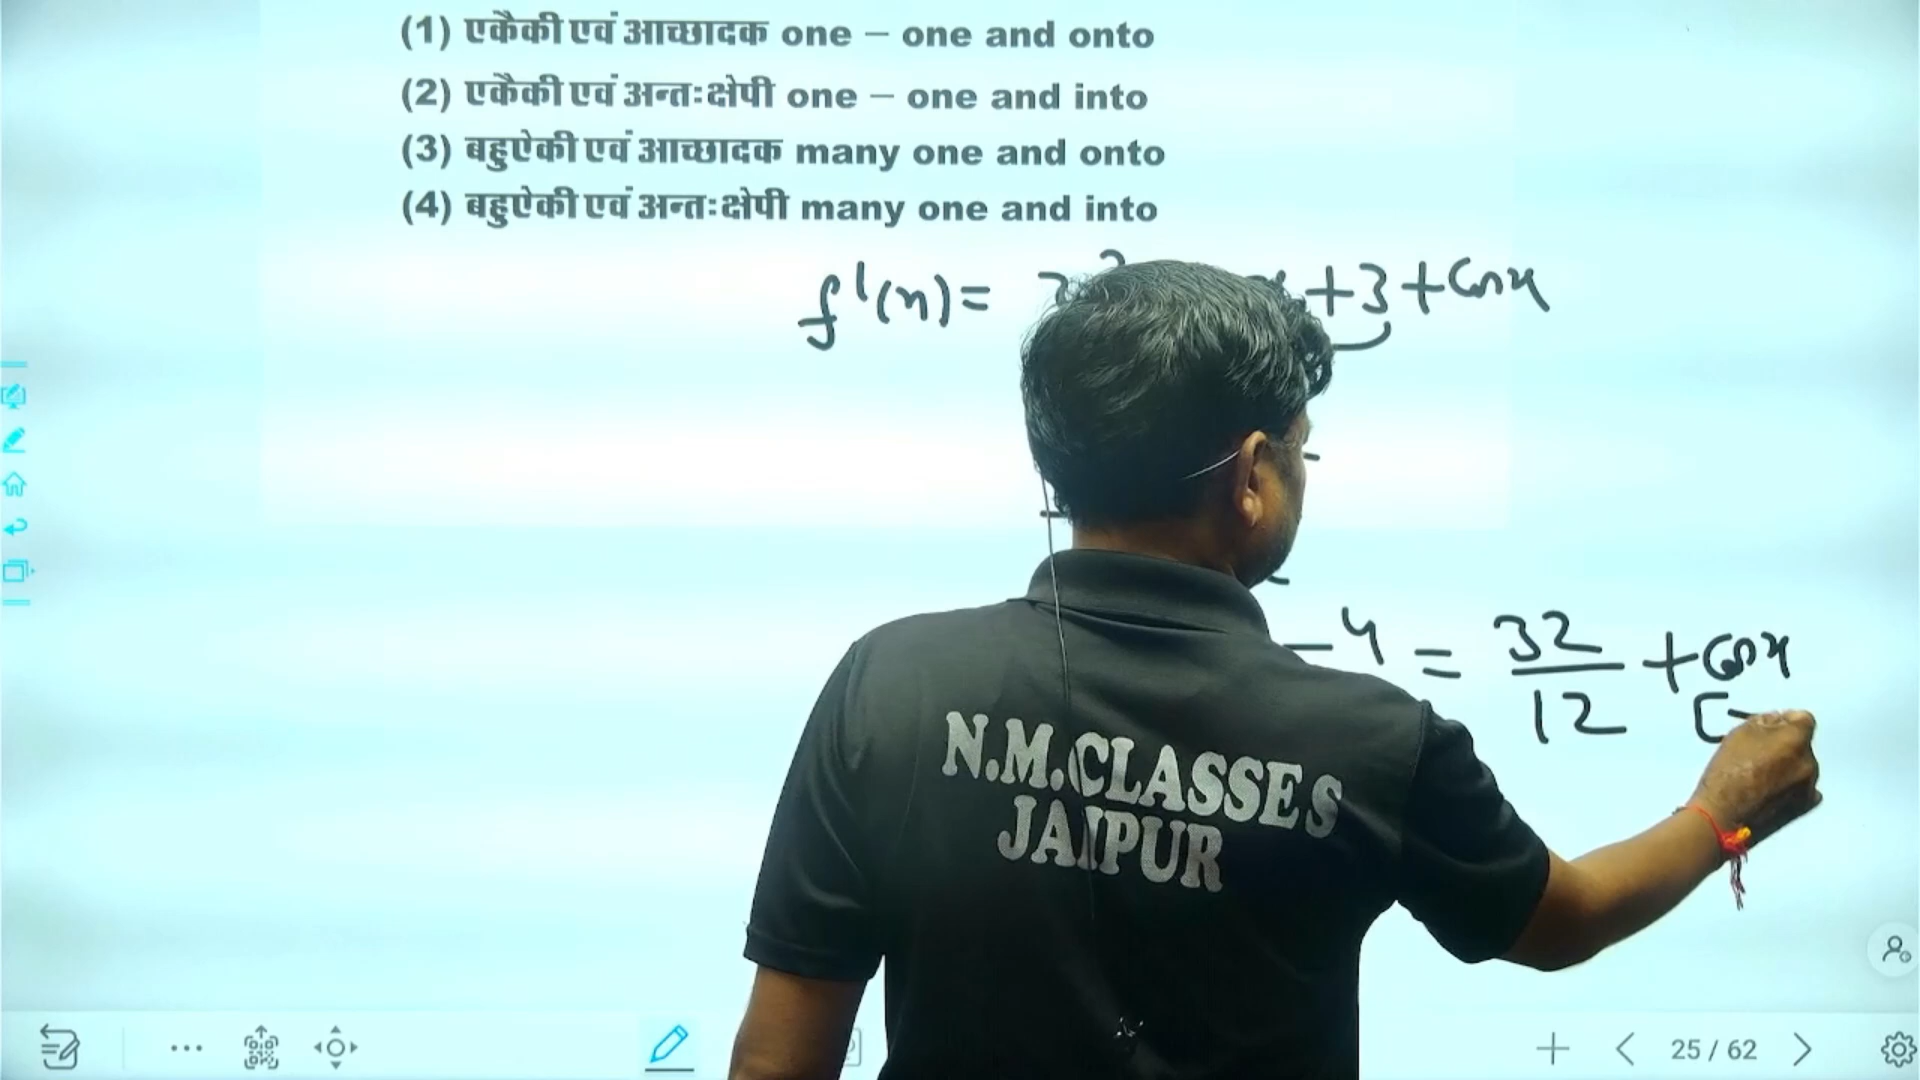 (1) एकैकी एवं आच्छादक one – one and onto
(2) एकैकी एवं अन्तःक्षेपी one – one and into
(3) बहुऐकी एवं आच्छादक many one and onto
(4) बहुऐकी एवं अन्तःक्षेपी many one and into
f'(x) = +3 + cos x
- 4 = 32/12 + cos x
N.M. CLASSES
JAIPUR
25 / 62